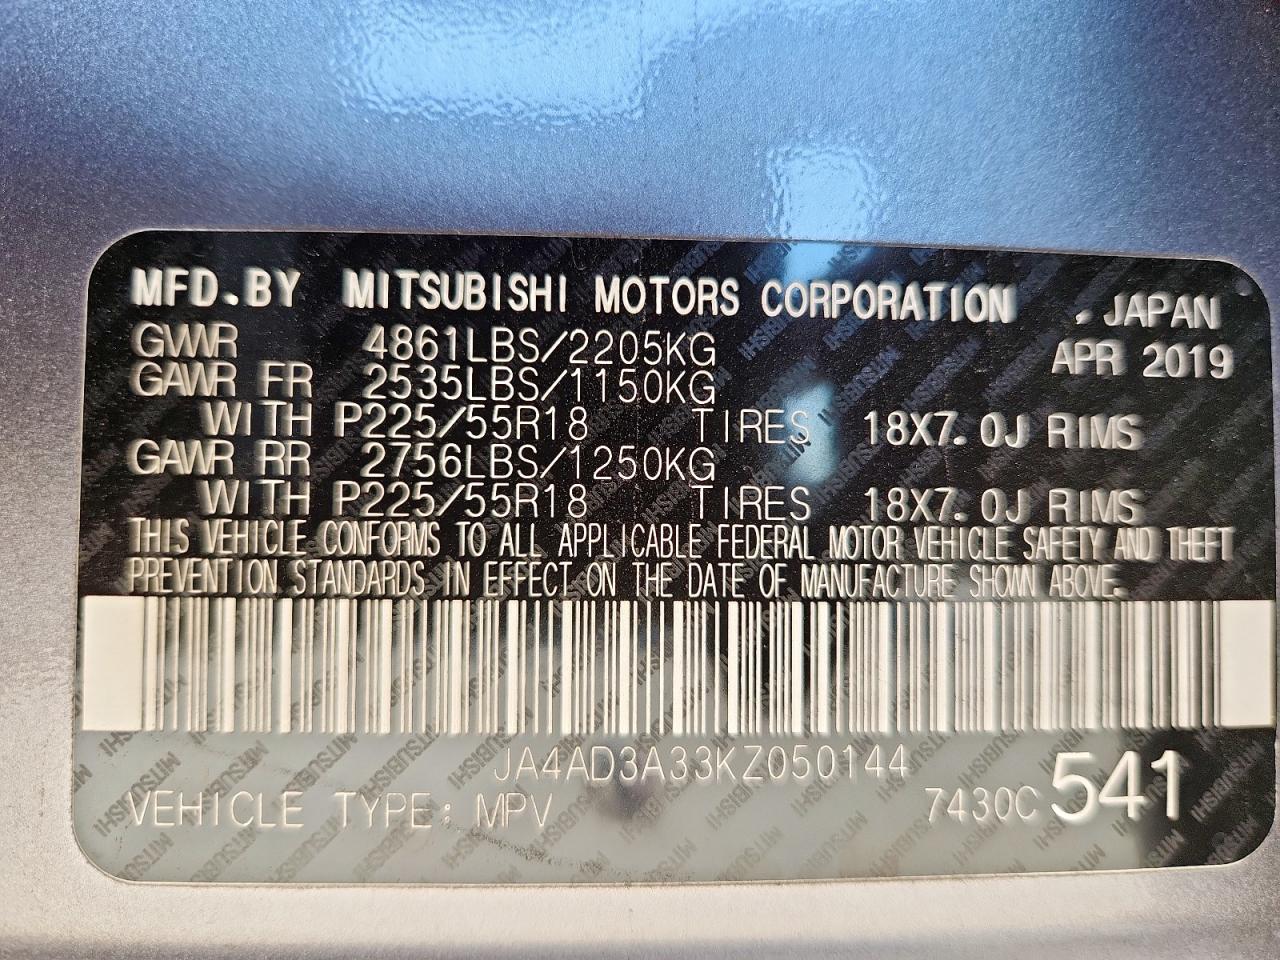 MFD.BY MITSUBISHI MOTORS CORPORATION , JAPAN
GVWR 4861LBS/2205KG APR 2019
GAWR FR 2535LBS/1150KG
WITH P225/55R18 TIRES 18X7.0J RIMS
GAWR RR 2756LBS/1250KG
WITH P225/55R18 TIRES 18X7.0J RIMS
THIS VEHICLE CONFORMS TO ALL APPLICABLE FEDERAL MOTOR VEHICLE SAFETY AND THEFT
PREVENTION STANDARDS IN EFFECT ON THE DATE OF MANUFACTURE SHOWN ABOVE.
JA4AD3A33KZ050144
VEHICLE TYPE: MPV 7430C 541